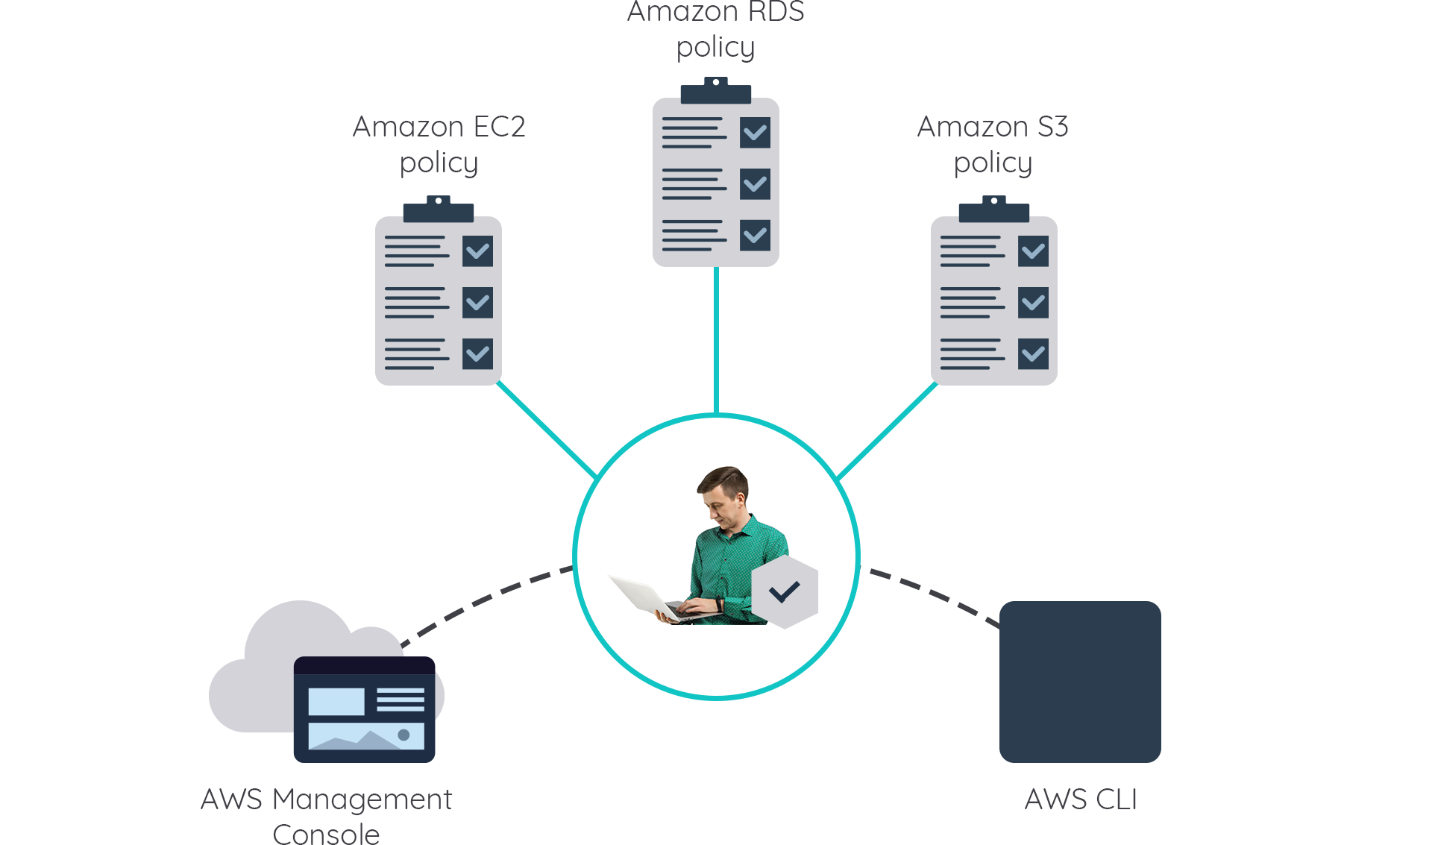 Amazon RDS
policy
Amazon EC2
policy
Amazon S3
policy
AWS Management
Console
AWS CLI